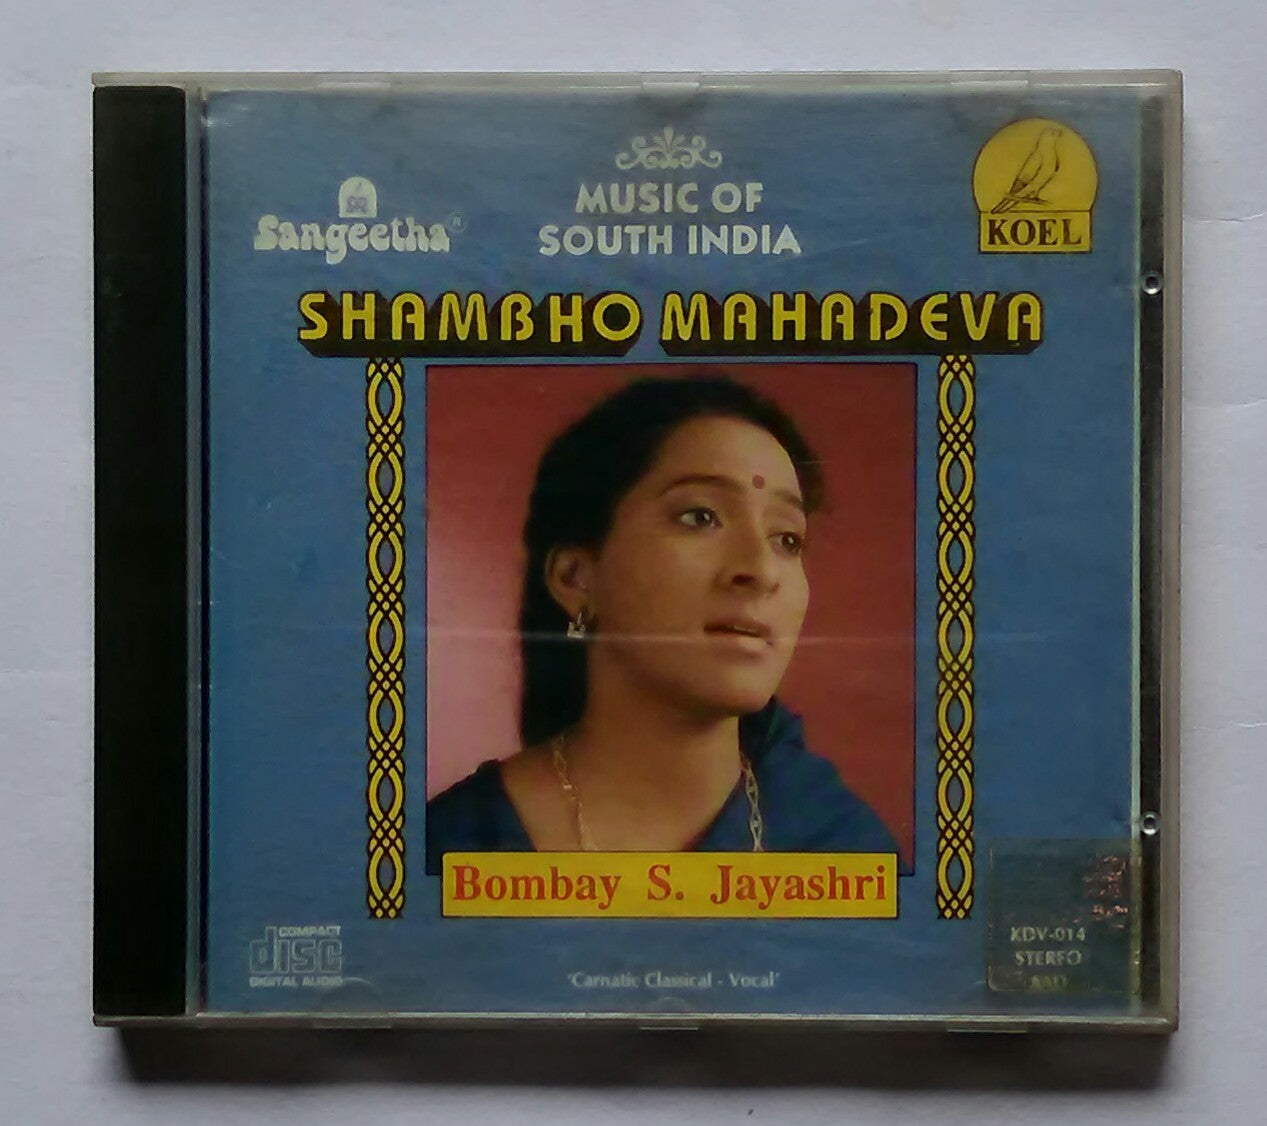 Sangeetha®
MUSIC OF
SOUTH INDIA
KOEL
SHAMBHO MAHADEVA
Bombay S. Jayashri
COMPACT
disc
DIGITAL AUDIO
'Carnatic Classical - Vocal'
KDV-014
STEREO
AAD